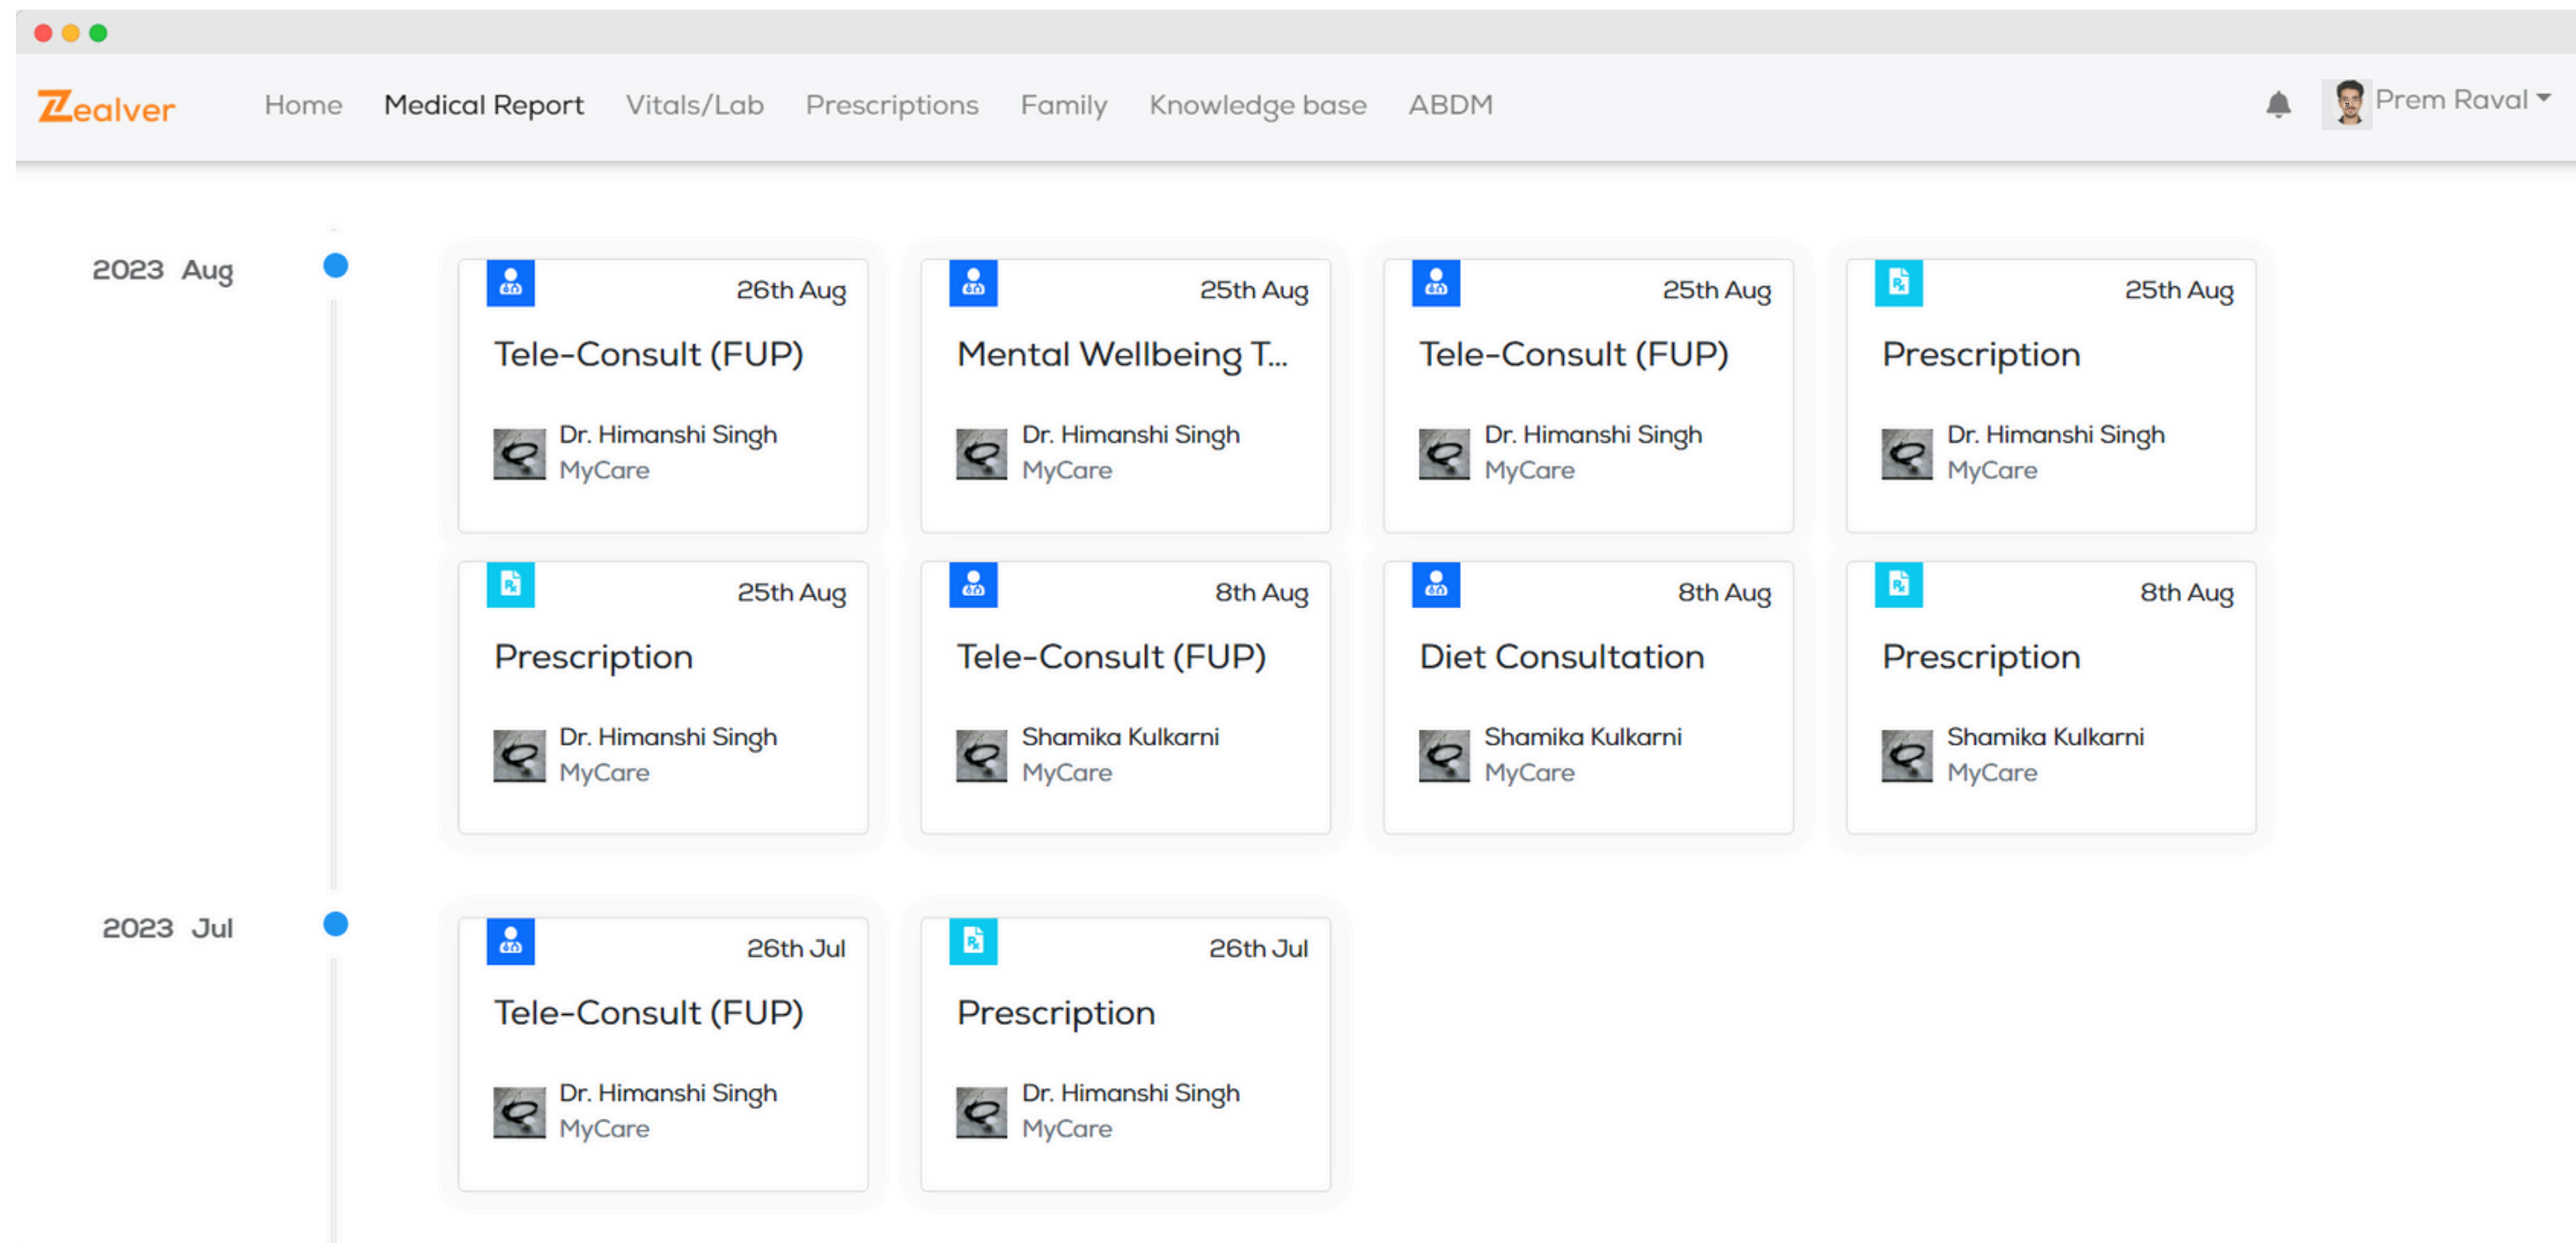 Zealver Home Medical Report Vitals/Lab Prescriptions Family Knowledge base ABDM Prem Raval
2023 Aug
26th Aug
Tele-Consult (FUP)
Dr. Himanshi Singh
MyCare
25th Aug
Mental Wellbeing T...
Dr. Himanshi Singh
MyCare
25th Aug
Tele-Consult (FUP)
Dr. Himanshi Singh
MyCare
25th Aug
Prescription
Dr. Himanshi Singh
MyCare
25th Aug
Prescription
Dr. Himanshi Singh
MyCare
8th Aug
Tele-Consult (FUP)
Shamika Kulkarni
MyCare
8th Aug
Diet Consultation
Shamika Kulkarni
MyCare
8th Aug
Prescription
Shamika Kulkarni
MyCare
2023 Jul
26th Jul
Tele-Consult (FUP)
Dr. Himanshi Singh
MyCare
26th Jul
Prescription
Dr. Himanshi Singh
MyCare